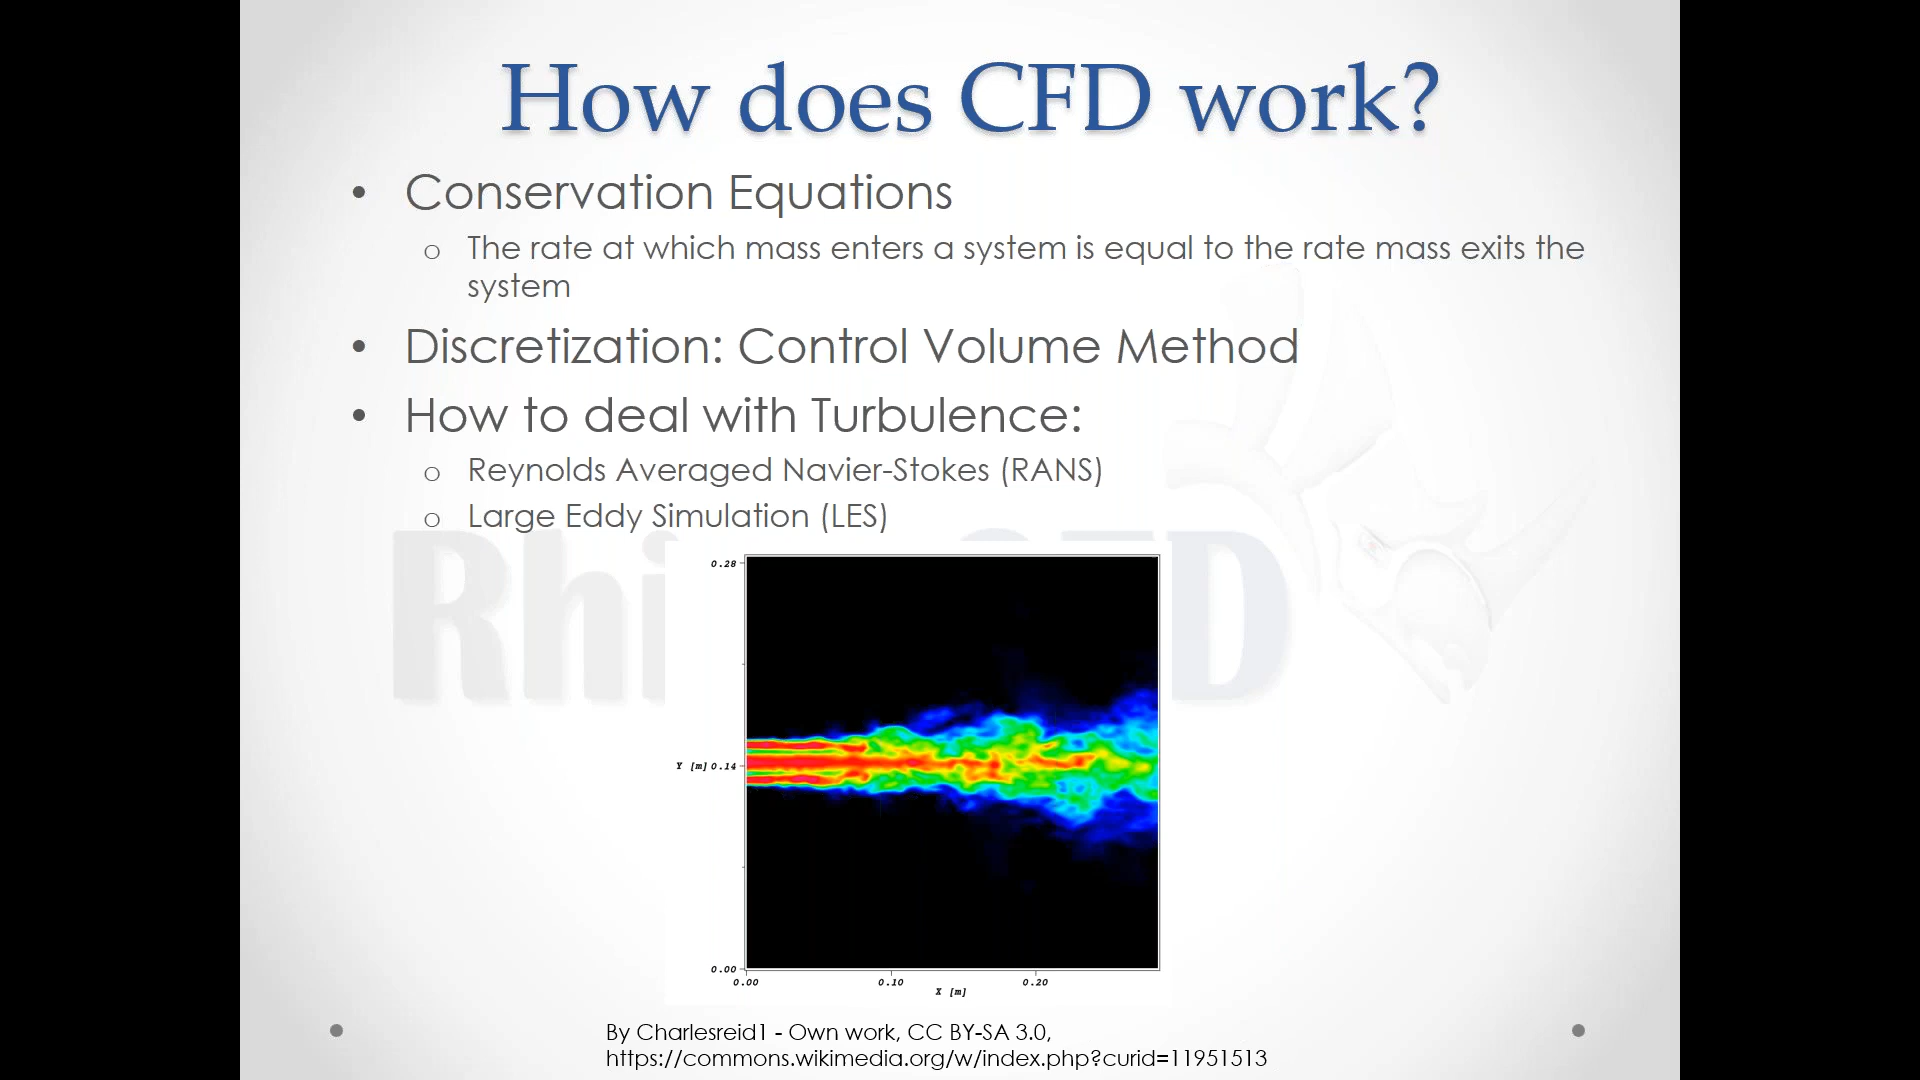 How does CFD work?
• Conservation Equations
o The rate at which mass enters a system is equal to the rate mass exits the
system
• Discretization: Control Volume Method
• How to deal with Turbulence:
o Reynolds Averaged Navier-Stokes (RANS)
o Large Eddy Simulation (LES)
Rhi FD
0.28
Y [m] 0.14
0.00
0.00 0.10 0.20
X [m]
By Charlesreid1 - Own work, CC BY-SA 3.0,
https://commons.wikimedia.org/w/index.php?curid=11951513